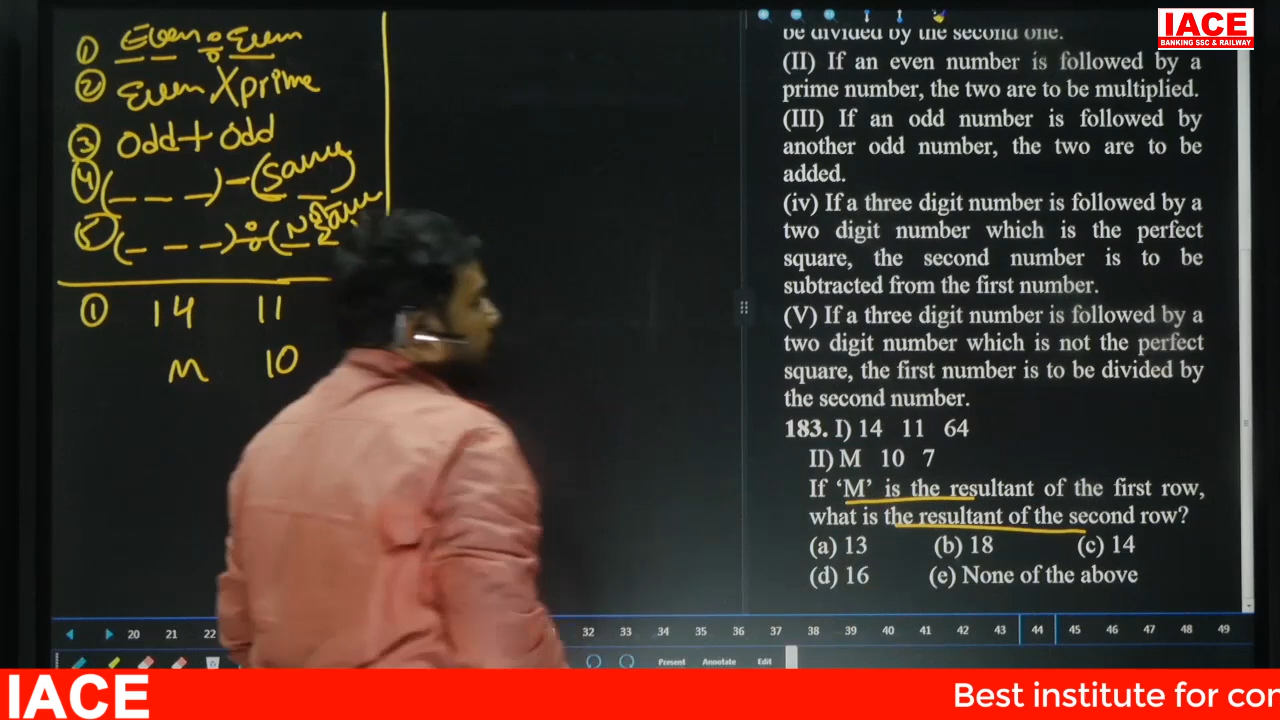 ① Even ÷ Even
② Even X prime
③ Odd + Odd
④ (_ _ _) - (Same)
⑤ (_ _ _) ÷ (Not Same
① 14 11
M 10
IACE
BANKING SSC & RAILWAY
be divided by the second one.
(II) If an even number is followed by a
prime number, the two are to be multiplied.
(III) If an odd number is followed by
another odd number, the two are to be
added.
(iv) If a three digit number is followed by a
two digit number which is the perfect
square, the second number is to be
subtracted from the first number.
(V) If a three digit number is followed by a
two digit number which is not the perfect
square, the first number is to be divided by
the second number.
183. I) 14 11 64
II) M 10 7
If ‘M’ is the resultant of the first row,
what is the resultant of the second row?
(a) 13 (b) 18 (c) 14
(d) 16 (e) None of the above
20 21 22 32 33 34 35 36 37 38 39 40 41 42 43 44 45 46 47 48 49
Present Annotate Edit
IACE Best institute for con